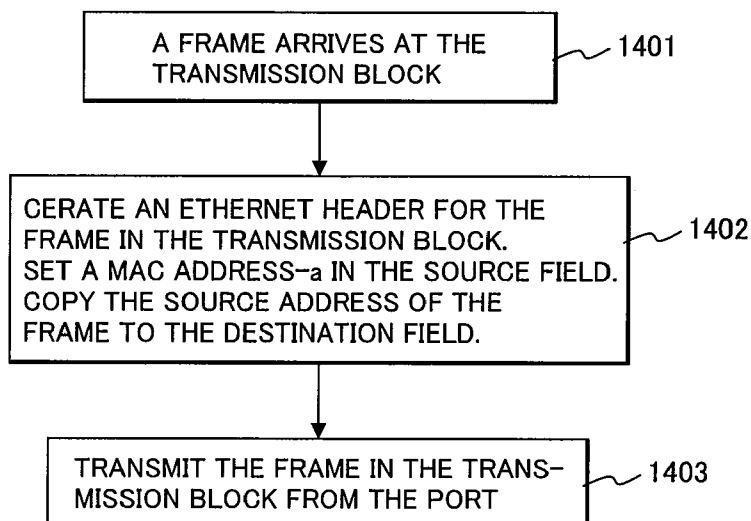 A FRAME ARRIVES AT THE
TRANSMISSION BLOCK
1401
CERATE AN ETHERNET HEADER FOR THE
FRAME IN THE TRANSMISSION BLOCK.
SET A MAC ADDRESS-a IN THE SOURCE FIELD.
COPY THE SOURCE ADDRESS OF THE
FRAME TO THE DESTINATION FIELD.
1402
TRANSMIT THE FRAME IN THE TRANS-
MISSION BLOCK FROM THE PORT
1403